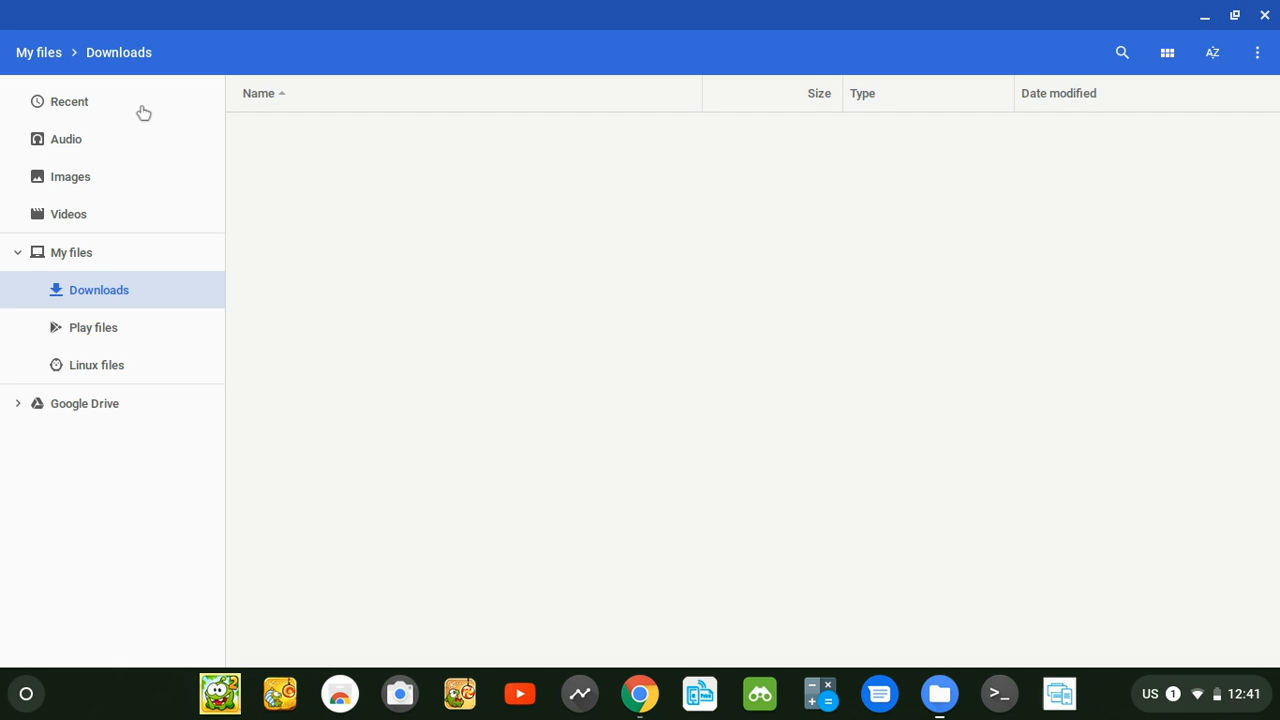 My files > Downloads
AZ
Name Size Type Date modified
Recent
Audio
Images
Videos
My files
Downloads
Play files
Linux files
Google Drive
2
>_
US 1 12:41